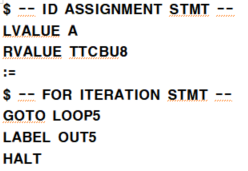 $ -- ID ASSIGNMENT STMT --
LVALUE A
RVALUE TTCBU8
:=
$ -- FOR ITERATION STMT --
GOTO LOOP5
LABEL OUT5
HALT